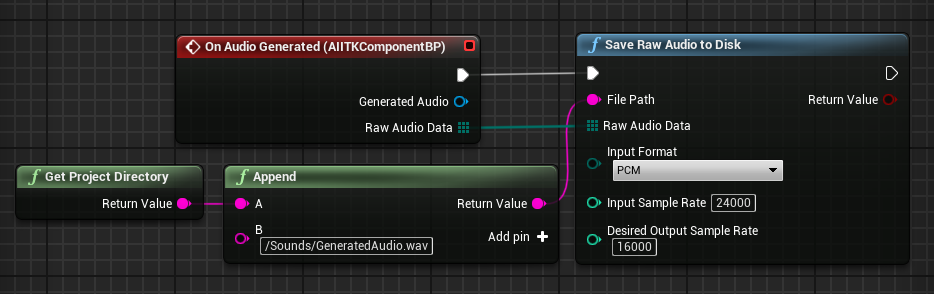 On Audio Generated (AIITKComponentBP)
Generated Audio
Raw Audio Data
Get Project Directory
Return Value
Append
A
Return Value
B
/Sounds/GeneratedAudio.wav
Add pin
Save Raw Audio to Disk
File Path
Return Value
Raw Audio Data
Input Format
PCM
Input Sample Rate 24000
Desired Output Sample Rate
16000